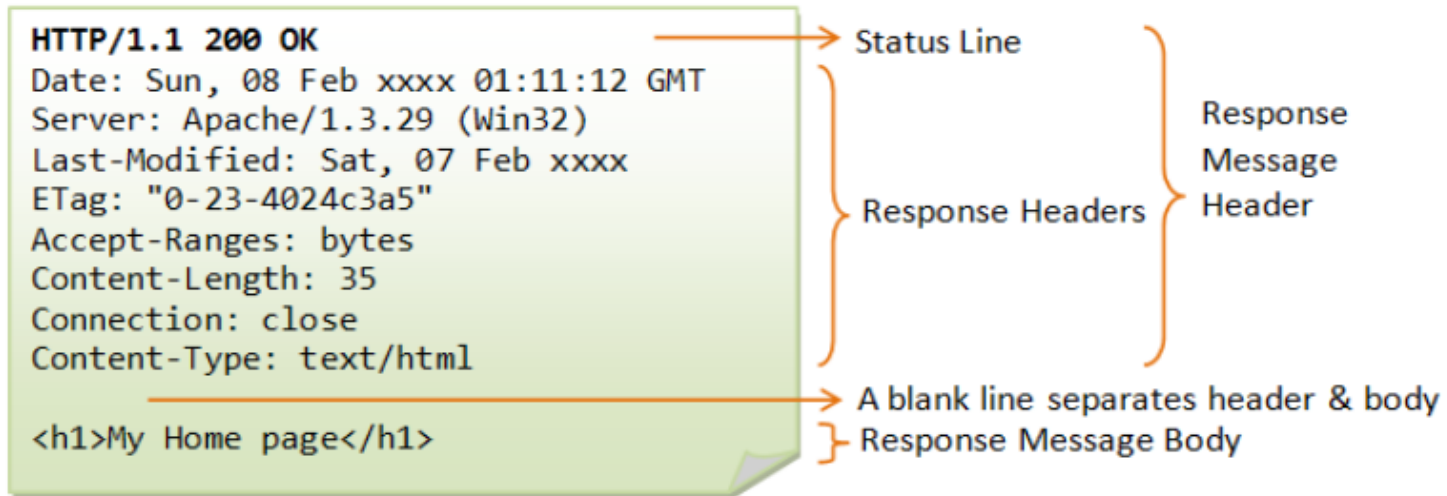 HTTP/1.1 200 OK
Date: Sun, 08 Feb xxxx 01:11:12 GMT
Server: Apache/1.3.29 (Win32)
Last-Modified: Sat, 07 Feb xxxx
ETag: "0-23-4024c3a5"
Accept-Ranges: bytes
Content-Length: 35
Connection: close
Content-Type: text/html
<h1>My Home page</h1>
Status Line
Response Headers
Response
Message
Header
A blank line separates header & body
Response Message Body